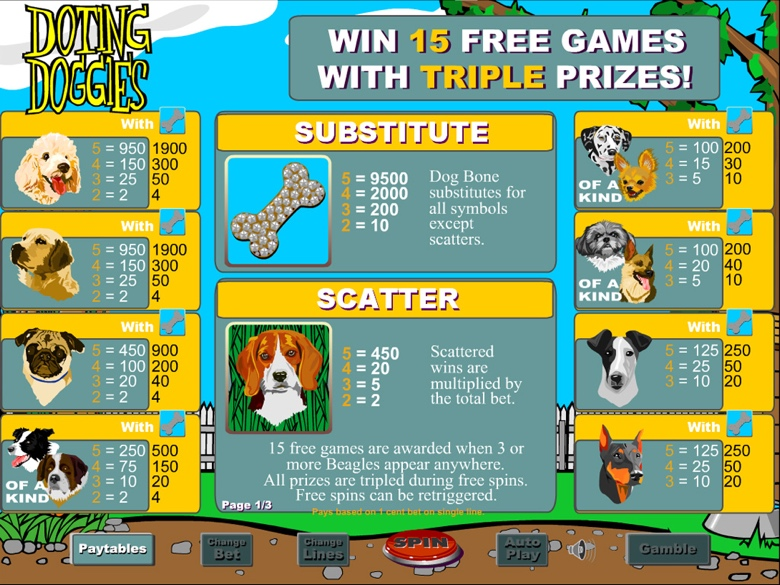 DOTING
DOGGIES
WIN 15 FREE GAMES
WITH TRIPLE PRIZES!
With
5 = 950 1900
4 = 150 300
3 = 25 50
2 = 2 4
With
5 = 950 1900
4 = 150 300
3 = 25 50
2 = 2 4
With
5 = 450 900
4 = 100 200
3 = 20 40
2 = 2 4
With
OF A
KIND
5 = 250 500
4 = 75 150
3 = 10 20
2 = 2 4
SUBSTITUTE
5 = 9500
4 = 2000
3 = 200
2 = 10
Dog Bone
substitutes for
all symbols
except
scatters.
SCATTER
5 = 450
4 = 20
3 = 5
2 = 2
Scattered
wins are
multiplied by
the total bet.
15 free games are awarded when 3 or
more Beagles appear anywhere.
All prizes are tripled during free spins.
Free spins can be retriggered.
Page 1/3
Pays based on 1 cent bet on single line.
With
OF A
KIND
5 = 100 200
4 = 15 30
3 = 5 10
With
OF A
KIND
5 = 100 200
4 = 20 40
3 = 5 10
With
5 = 125 250
4 = 25 50
3 = 10 20
With
5 = 125 250
4 = 25 50
3 = 10 20
Paytables
Change
Bet
Change
Lines
SPIN
Auto
Play
Gamble